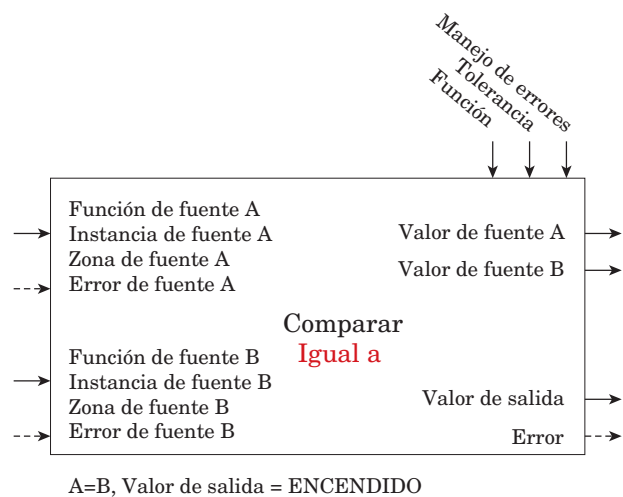 Manejo de errores
Tolerancia
Función
Función de fuente A
Instancia de fuente A
Zona de fuente A
Error de fuente A
Valor de fuente A
Valor de fuente B
Comparar
Igual a
Función de fuente B
Instancia de fuente B
Zona de fuente B
Error de fuente B
Valor de salida
Error
A=B, Valor de salida = ENCENDIDO